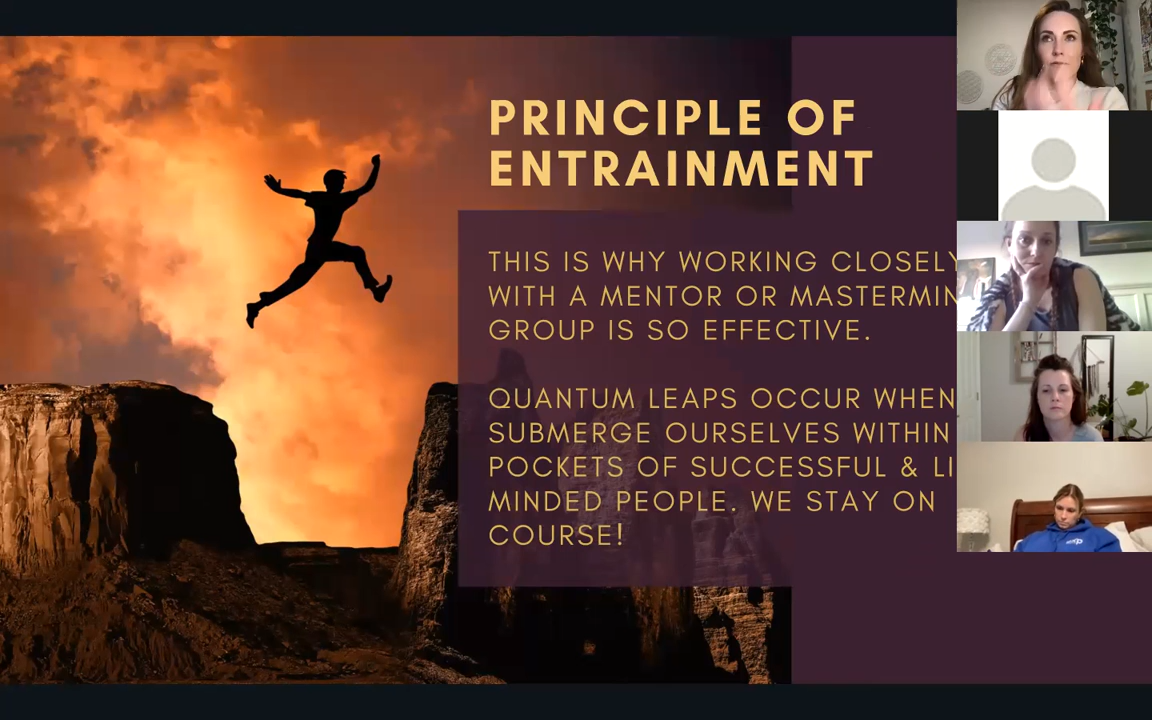 PRINCIPLE OF
ENTRAINMENT
THIS IS WHY WORKING CLOSELY
WITH A MENTOR OR MASTERMIN
GROUP IS SO EFFECTIVE.
QUANTUM LEAPS OCCUR WHEN
SUBMERGE OURSELVES WITHIN
POCKETS OF SUCCESSFUL & LI
MINDED PEOPLE. WE STAY ON
COURSE!